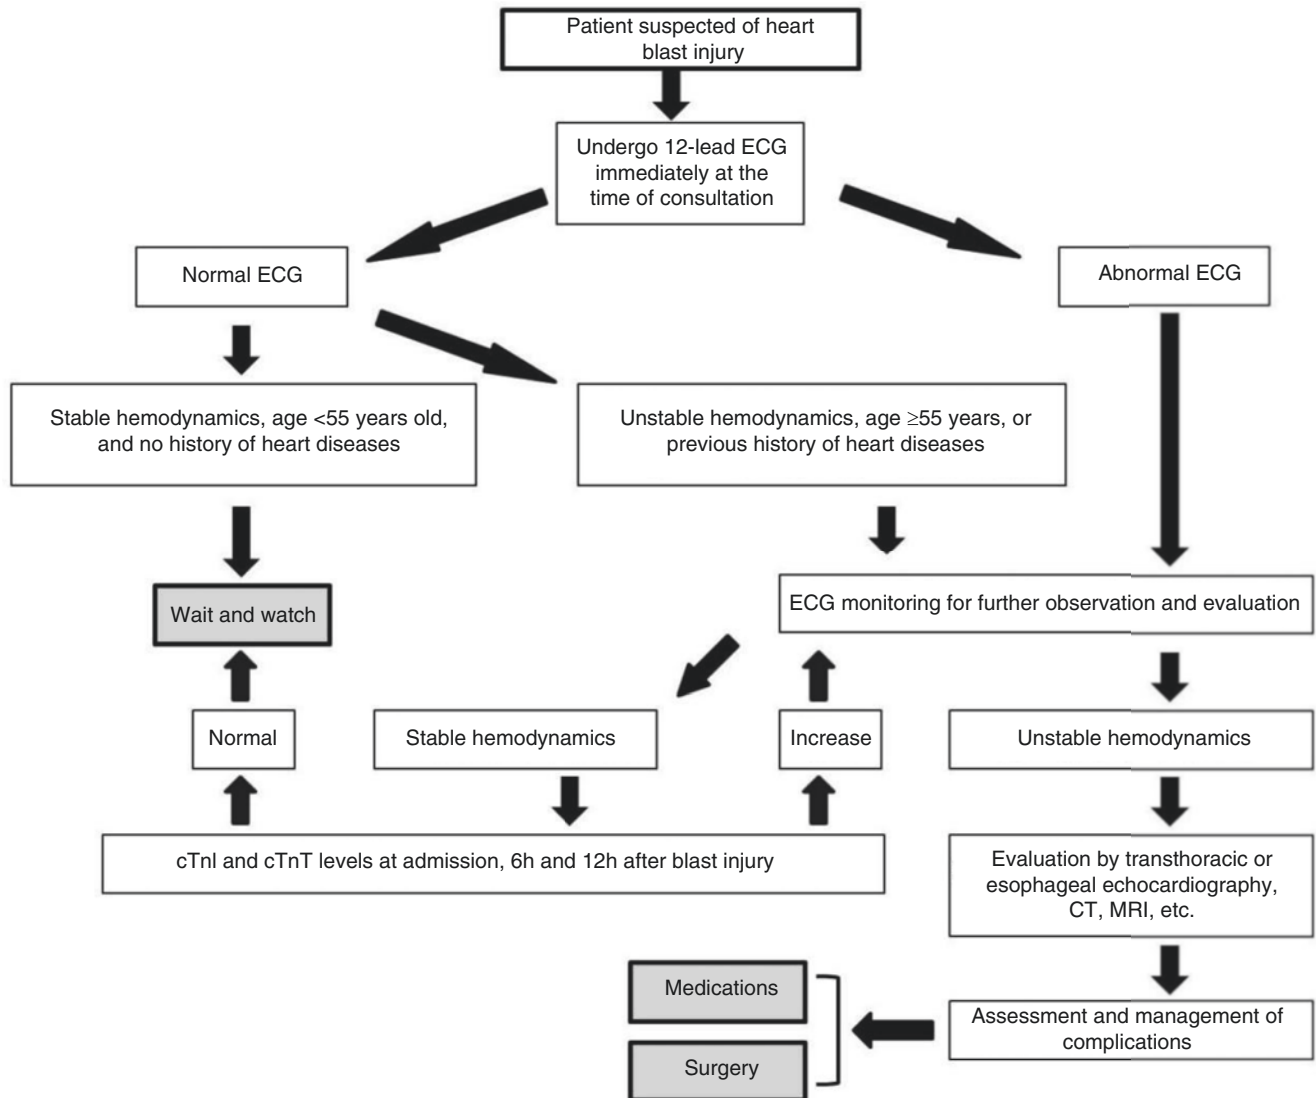 Patient suspected of heart
blast injury
Undergo 12-lead ECG
immediately at the
time of consultation
Normal ECG
Abnormal ECG
Stable hemodynamics, age <55 years old,
and no history of heart diseases
Unstable hemodynamics, age ≥55 years, or
previous history of heart diseases
Wait and watch
ECG monitoring for further observation and evaluation
Normal
Stable hemodynamics
Increase
Unstable hemodynamics
cTnl and cTnT levels at admission, 6h and 12h after blast injury
Evaluation by transthoracic or
esophageal echocardiography,
CT, MRI, etc.
Medications
Surgery
Assessment and management of
complications